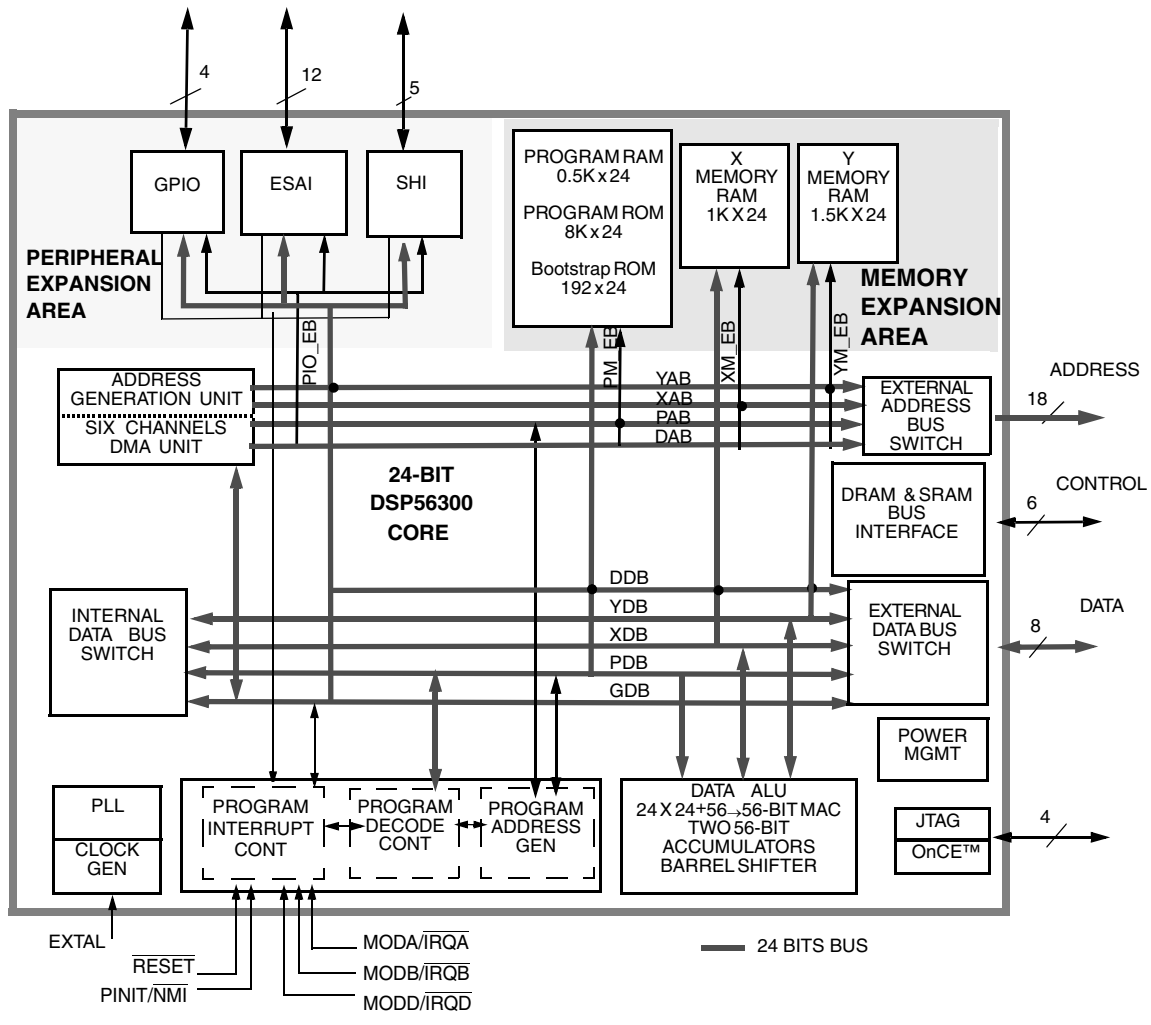 4
12
5
GPIO
ESAI
SHI
PERIPHERAL
EXPANSION
AREA
PROGRAM RAM
0.5K x 24
PROGRAM ROM
8K x 24
Bootstrap ROM
192 x 24
X
MEMORY
RAM
1K X 24
Y
MEMORY
RAM
1.5K X 24
MEMORY
EXPANSION
AREA
PIO_EB
PM_EB
XM_EB
YM_EB
ADDRESS
GENERATION UNIT
SIX CHANNELS
DMA UNIT
YAB
XAB
PAB
DAB
EXTERNAL
ADDRESS
BUS
SWITCH
ADDRESS
18
24-BIT
DSP56300
CORE
DRAM & SRAM
BUS
INTERFACE
CONTROL
6
INTERNAL
DATA BUS
SWITCH
DDB
YDB
XDB
PDB
GDB
EXTERNAL
DATA BUS
SWITCH
DATA
8
POWER
MGMT
PLL
CLOCK
GEN
PROGRAM
INTERRUPT
CONT
PROGRAM
DECODE
CONT
PROGRAM
ADDRESS
GEN
DATA ALU
24 X 24+56→56-BIT MAC
TWO 56-BIT
ACCUMULATORS
BARREL SHIFTER
JTAG
OnCE™
4
EXTAL
RESET
PINIT/NMI
MODA/IRQA
MODB/IRQB
MODD/IRQD
24 BITS BUS